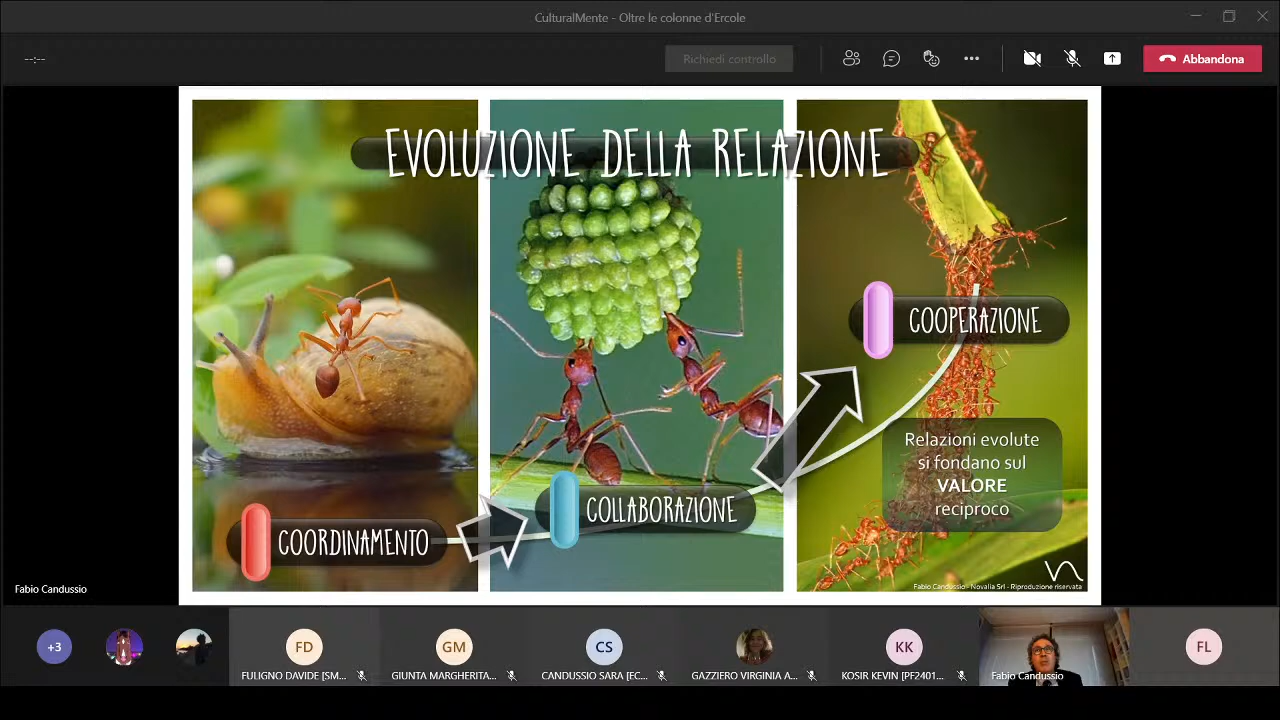 CulturalMente - Oltre le colonne d'Ercole
--:--
Richiedi controllo
Abbandona
EVOLUZIONE DELLA RELAZIONE
COOPERAZIONE
Relazioni evolute
si fondano sul
VALORE
reciproco
COLLABORAZIONE
COORDINAMENTO
Fabio Candussio - Novalia Srl - Riproduzione riservata
Fabio Candussio
+3
FD
GM
CS
KK
FL
FULIGNO DAVIDE [SM...
GIUNTA MARGHERITA...
CANDUSSIO SARA [EC...
GAZZIERO VIRGINIA A...
KOSIR KEVIN [PF2401...
Fabio Candussio